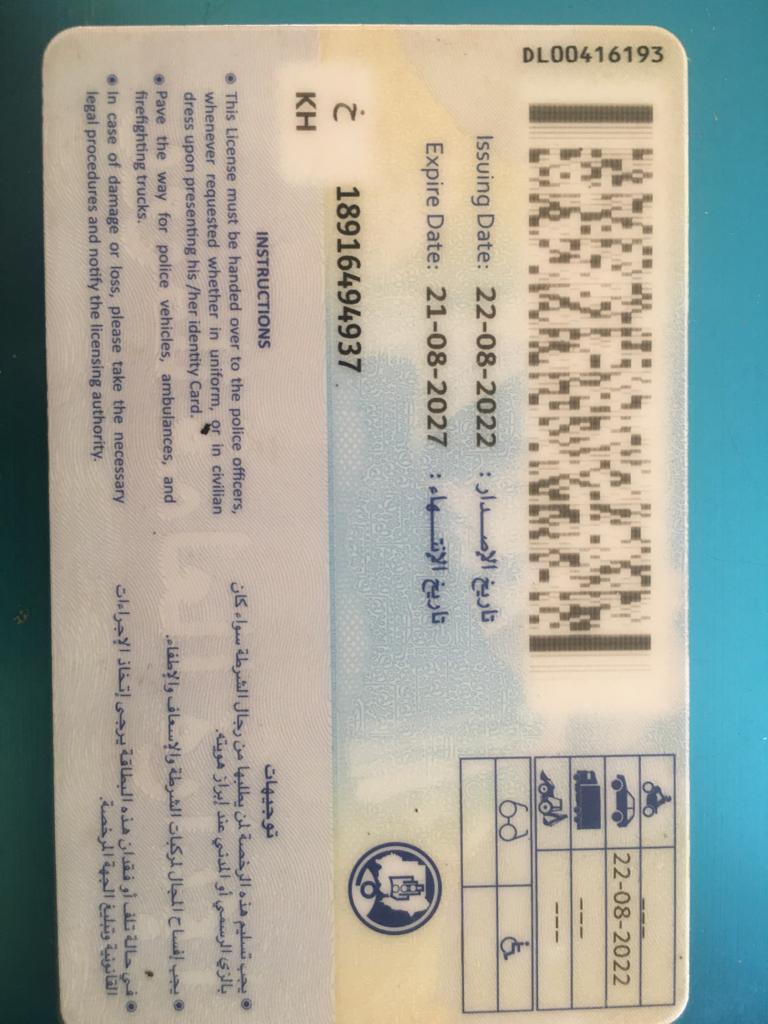 DL00416193
Issuing Date: 22-08-2022 تاريخ الإصـدار :
Expire Date: 21-08-2027 تاريخ الإنتـــهاء :
---
22-08-2022
---
---
خ
KH
18916494937
INSTRUCTIONS
• This License must be handed over to the police officers,
whenever requested whether in uniform, or in civilian
dress upon presenting his /her identity Card.
• Pave the way for police vehicles, ambulances, and
firefighting trucks.
• In case of damage or loss, please take the necessary
legal procedures and notify the licensing authority.
توجيهات
• يجب تسليم هذه الرخصة لمن يطلبها من رجال الشرطة سواء كان
بالزي الرسمي أو المدني عند إبراز هويته.
• يجب إفساح المجال لمركبات الشرطة والإسعاف والإطفاء.
• في حالة تلف أو فقدان هذه البطاقة يرجى إتخاذ الإجراءات
القانونية وتبليغ الجهة المرخصة.